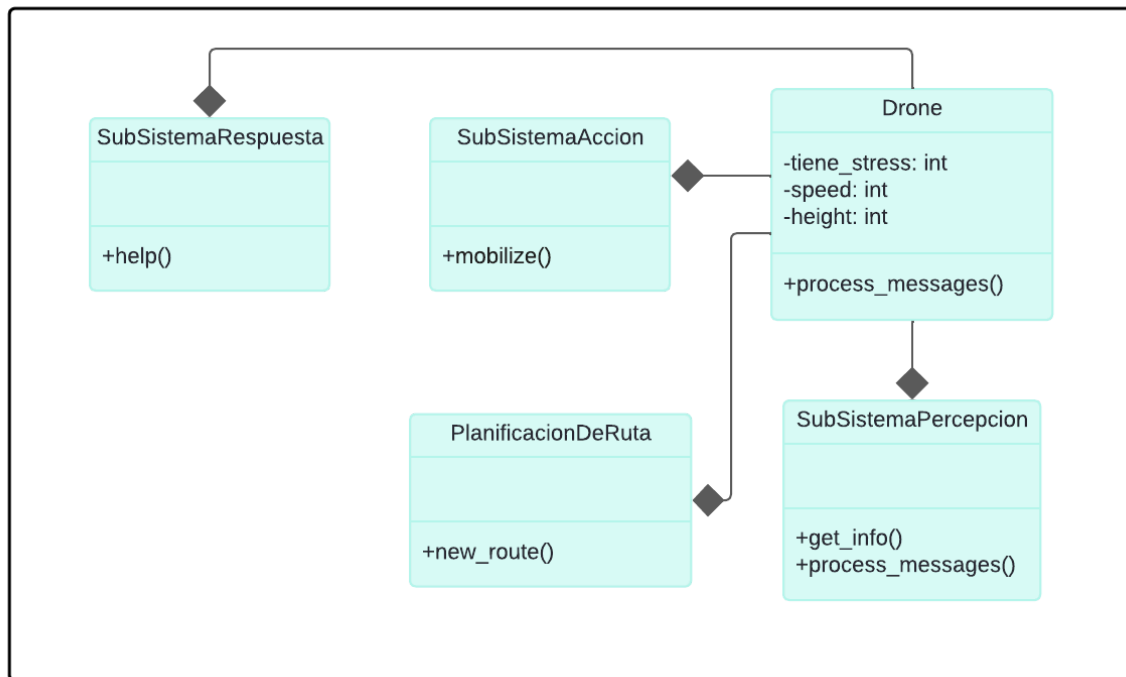 SubSistemaRespuesta
+help()
SubSistemaAccion
+mobilize()
Drone
-tiene_stress: int
-speed: int
-height: int
+process_messages()
PlanificacionDeRuta
+new_route()
SubSistemaPercepcion
+get_info()
+process_messages()